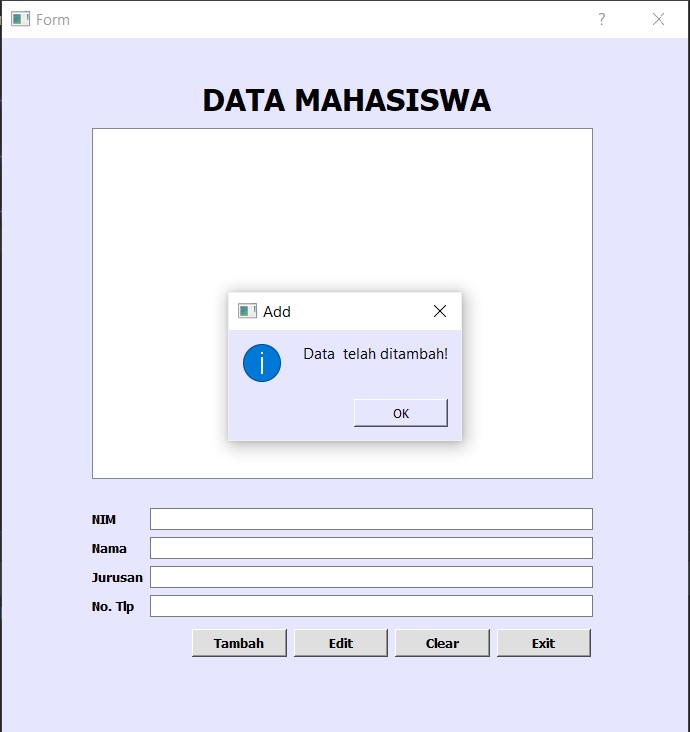 Form
DATA MAHASISWA
Add
Data  telah ditambah!
OK
NIM
Nama
Jurusan
No. Tlp
Tambah Edit Clear Exit